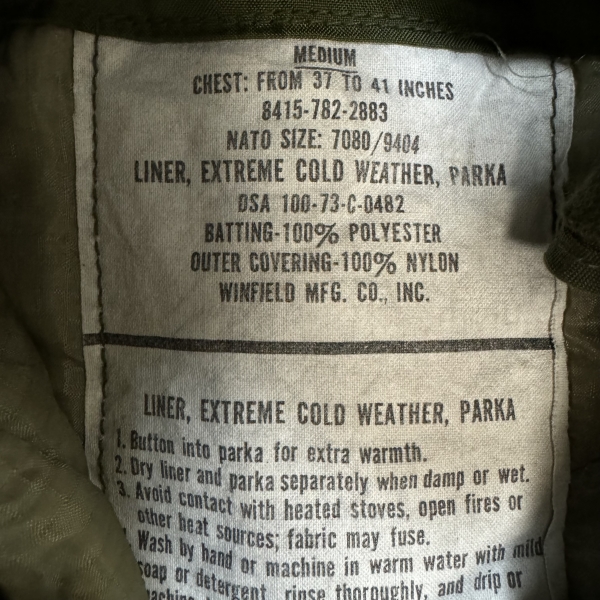 MEDIUM
CHEST: FROM 37 TO 41 INCHES
8415-782-2883
NATO SIZE: 7080/9404
LINER, EXTREME COLD WEATHER, PARKA
DSA 100-73-C-0482
BATTING-100% POLYESTER
OUTER COVERING-100% NYLON
WINFIELD MFG. CO., INC.
LINER, EXTREME COLD WEATHER, PARKA
1. Button into parka for extra warmth.
2. Dry liner and parka separately when damp or wet.
3. Avoid contact with heated stoves, open fires or
other heat sources; fabric may fuse.
Wash by hand or machine in warm water with mild
soap or detergent, rinse thoroughly, and drip or